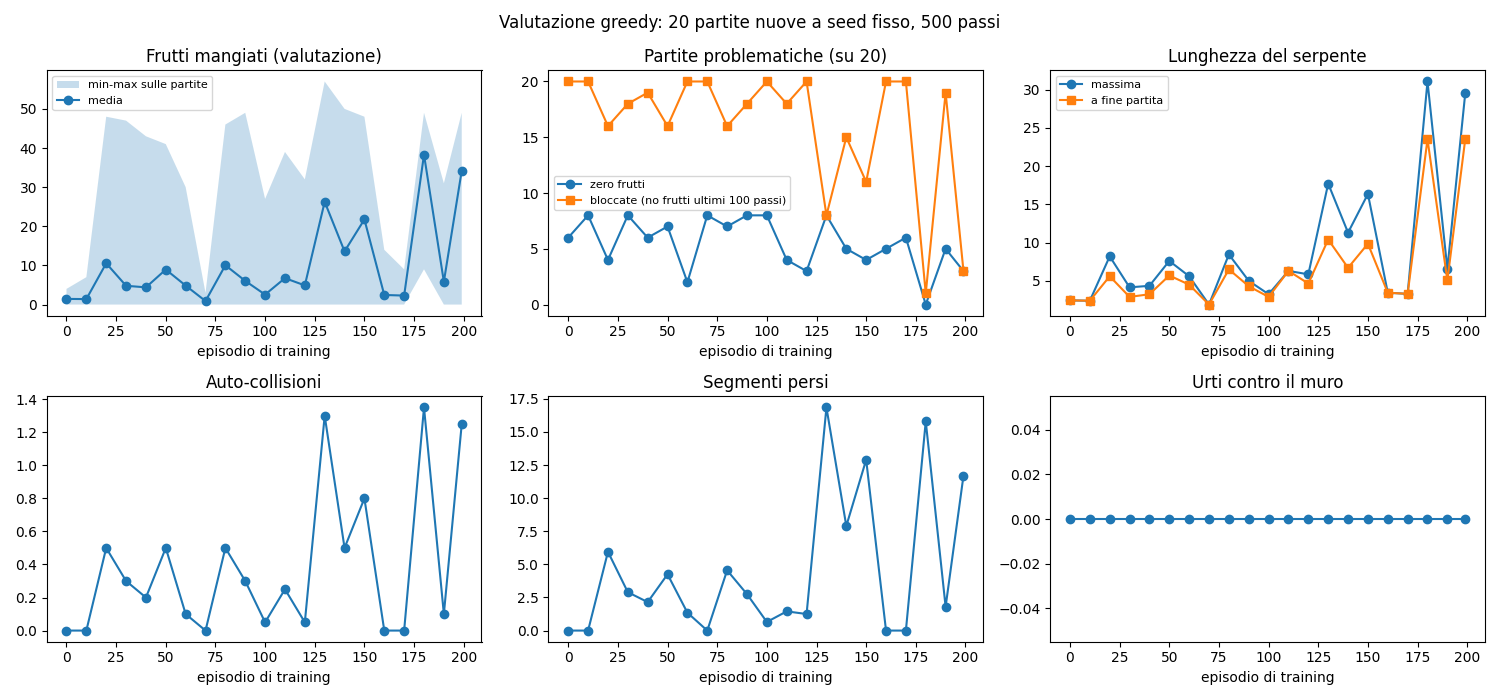 Valutazione greedy: 20 partite nuove a seed fisso, 500 passi
Frutti mangiati (valutazione)
min-max sulle partite
media
50
40
30
20
10
0
0 25 50 75 100 125 150 175 200
episodio di training
Partite problematiche (su 20)
20
15
10
5
0
zero frutti
bloccate (no frutti ultimi 100 passi)
0 25 50 75 100 125 150 175 200
episodio di training
Lunghezza del serpente
massima
a fine partita
30
25
20
15
10
5
0 25 50 75 100 125 150 175 200
episodio di training
Auto-collisioni
1.4
1.2
1.0
0.8
0.6
0.4
0.2
0.0
0 25 50 75 100 125 150 175 200
episodio di training
Segmenti persi
17.5
15.0
12.5
10.0
7.5
5.0
2.5
0.0
0 25 50 75 100 125 150 175 200
episodio di training
Urti contro il muro
0.04
0.02
0.00
−0.02
−0.04
0 25 50 75 100 125 150 175 200
episodio di training